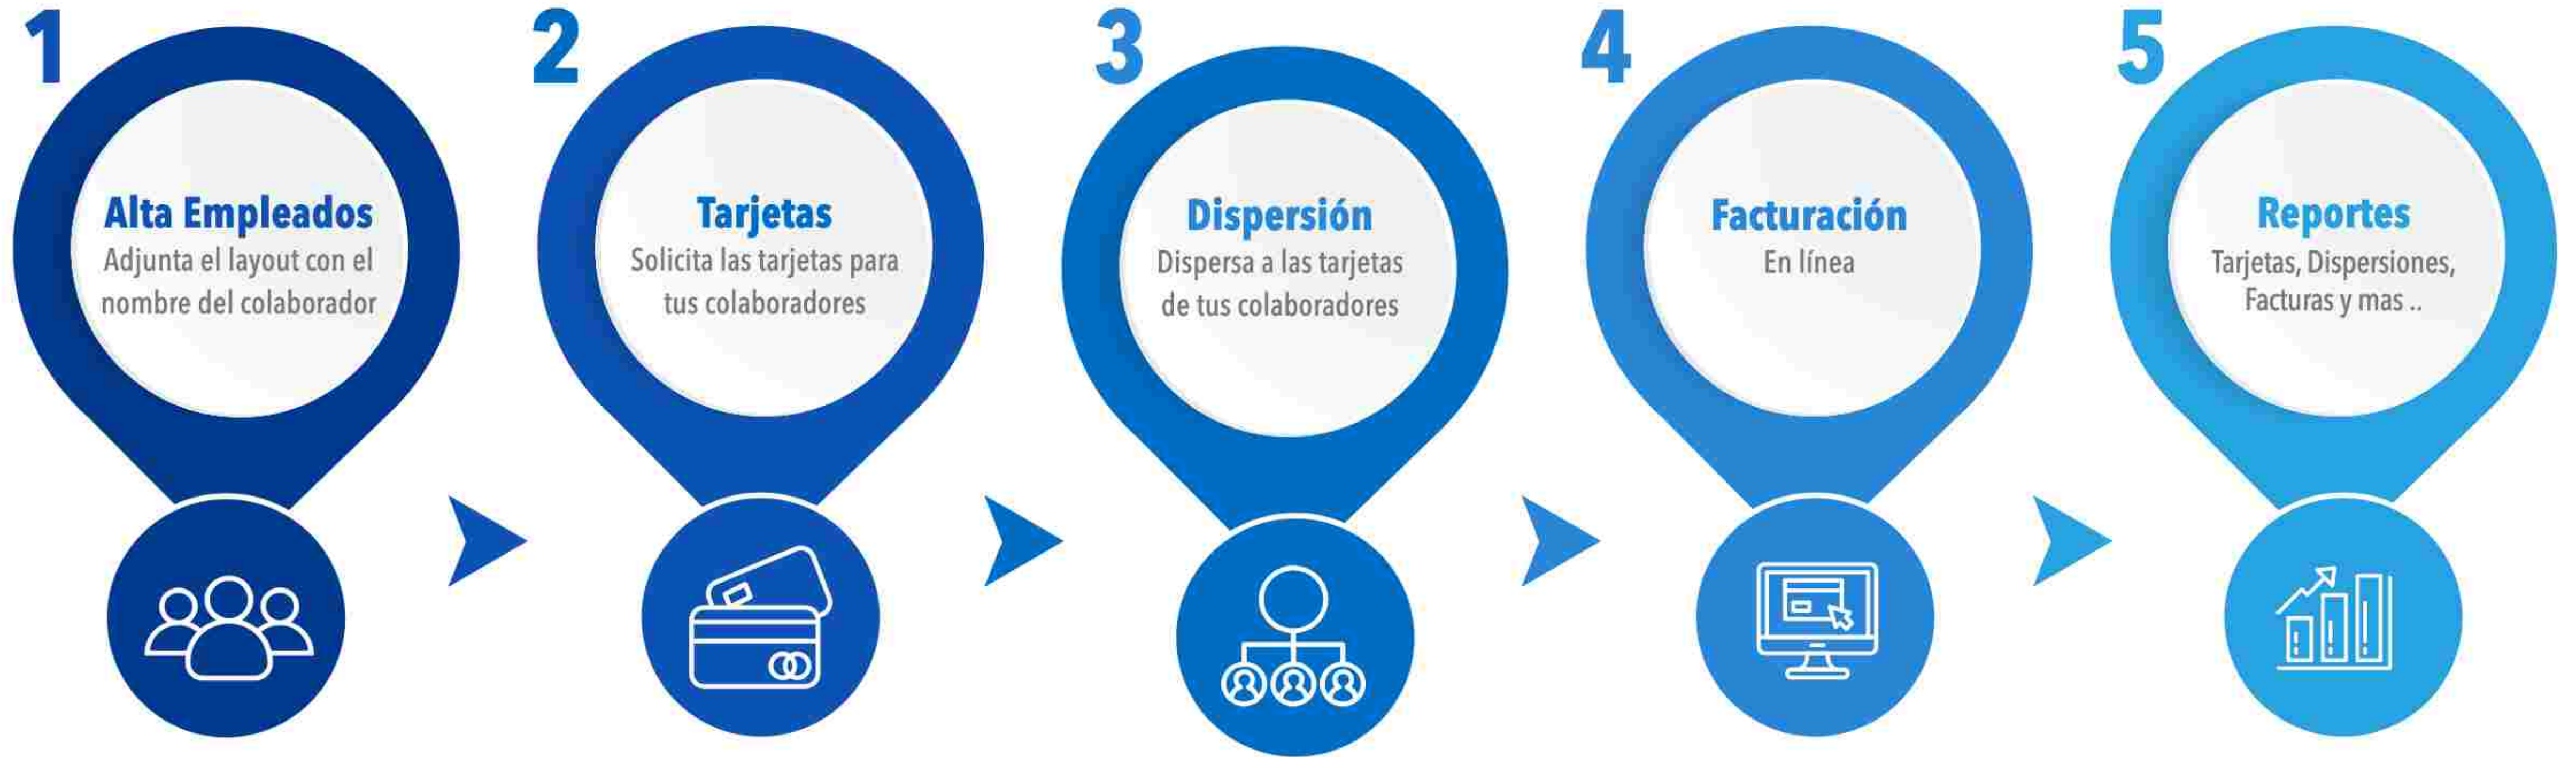 1
Alta Empleados
Adjunta el layout con el
nombre del colaborador
2
Tarjetas
Solicita las tarjetas para
tus colaboradores
3
Dispersión
Dispersa a las tarjetas
de tus colaboradores
4
Facturación
En línea
5
Reportes
Tarjetas, Dispersiones,
Facturas y mas ..